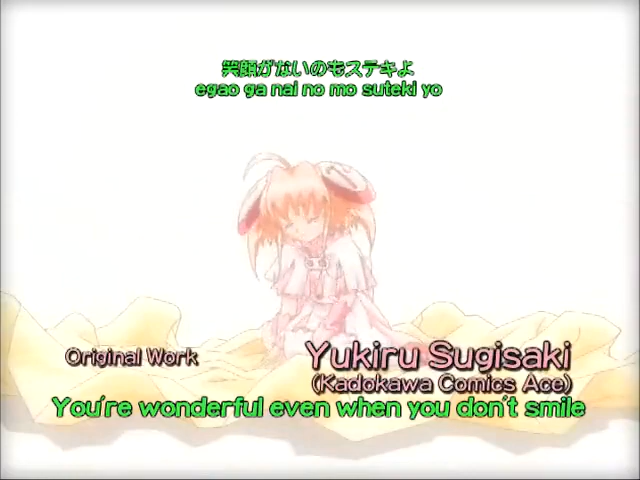 笑顔がないのもステキよ
egao ga nai no mo suteki yo
Original Work
Yukiru Sugisaki
(Kadokawa Comics Ace)
You're wonderful even when you don't smile